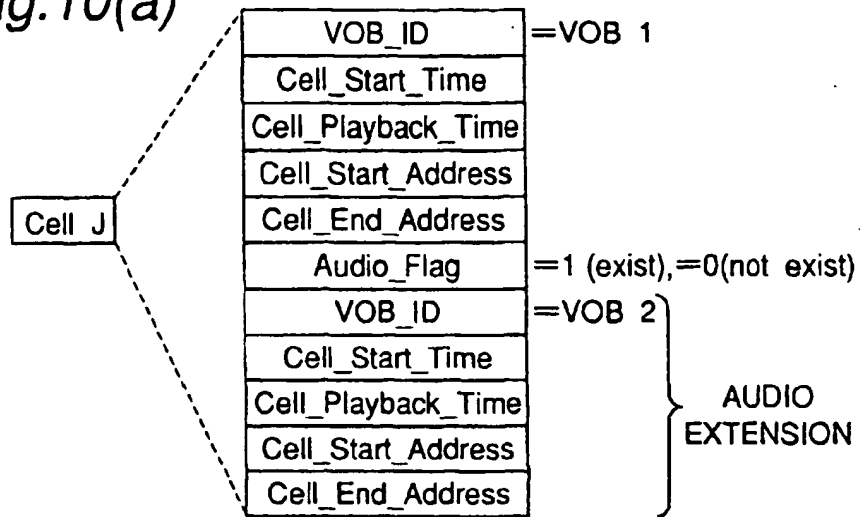 ig.10(a)
VOB_ID =VOB 1
Cell_Start_Time
Cell_Playback_Time
Cell_Start_Address
Cell J
Cell_End_Address
Audio_Flag =1 (exist),=0(not exist)
VOB_ID =VOB 2
Cell_Start_Time
Cell_Playback_Time
AUDIO
EXTENSION
Cell_Start_Address
Cell_End_Address